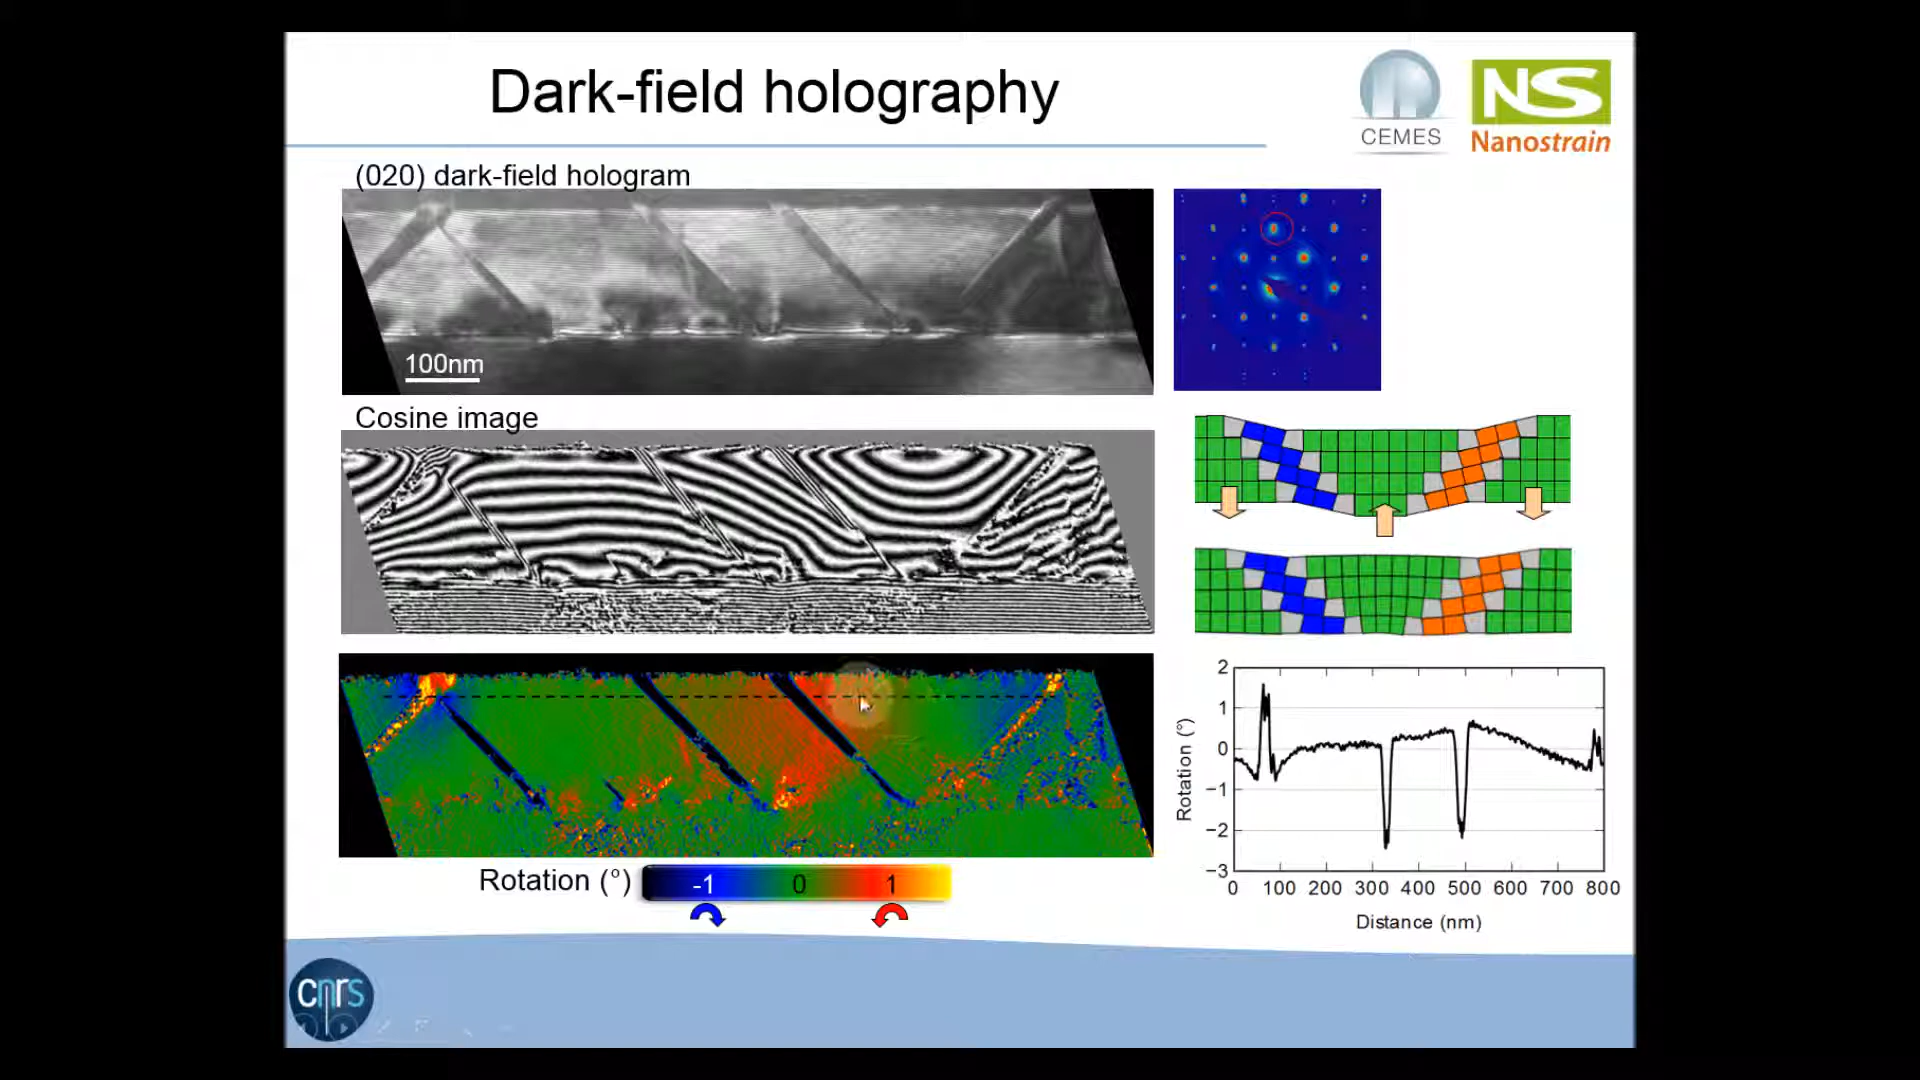 Dark-field holography
CEMES
NS
Nanostrain
(020) dark-field hologram
100nm
Cosine image
Rotation (°)
-1 0 1
2
1
0
−1
−2
−3
Rotation (°)
0 100 200 300 400 500 600 700 800
Distance (nm)
cnrs